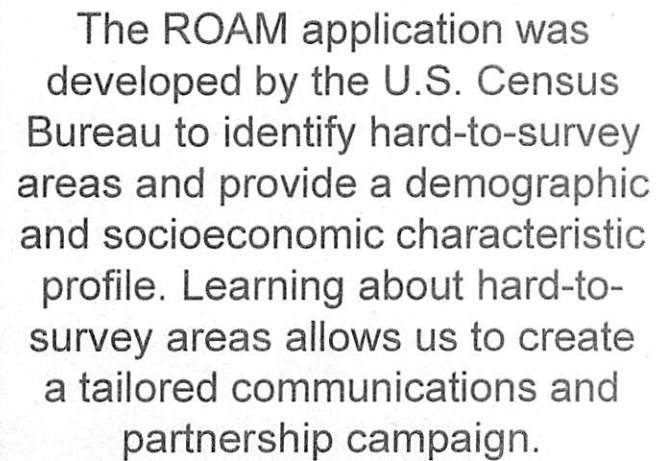 The ROAM application was
developed by the U.S. Census
Bureau to identify hard-to-survey
areas and provide a demographic
and socioeconomic characteristic
profile. Learning about hard-to-
survey areas allows us to create
a tailored communications and
partnership campaign.